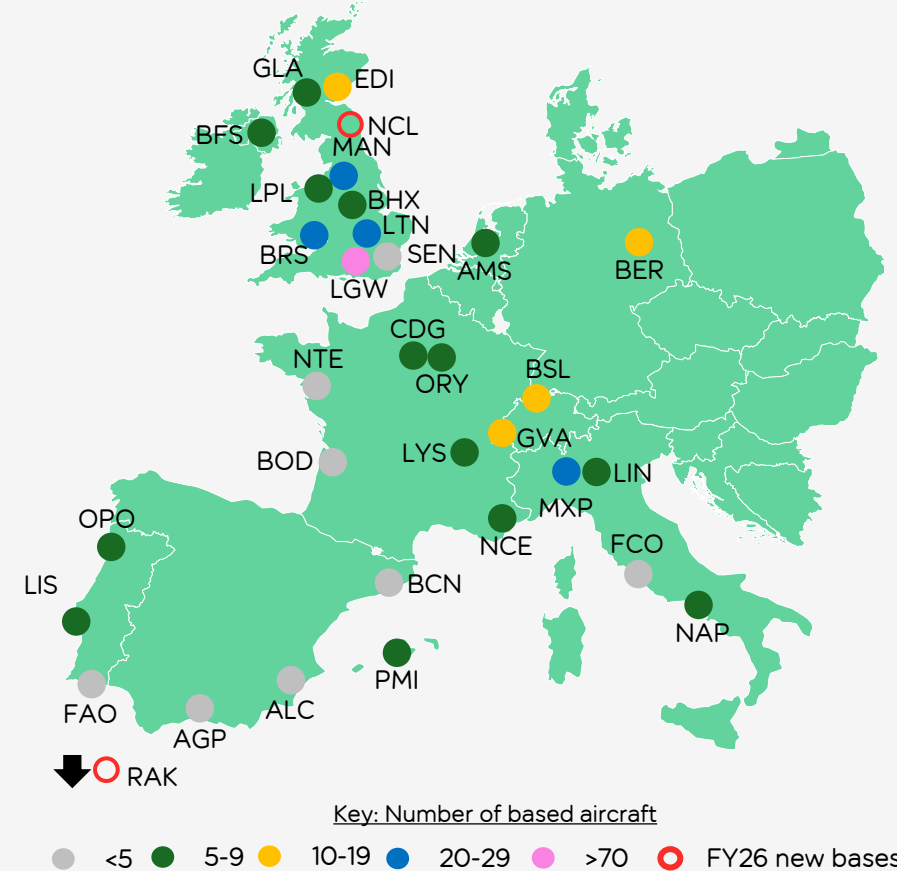 GLA
EDI
NCL
BFS
MAN
LPL
BHX
LTN
BRS
SEN
LGW
AMS
BER
CDG
NTE
ORY
BSL
GVA
LYS
BOD
LIN
MXP
OPO
NCE
FCO
LIS
BCN
NAP
PMI
FAO
ALC
AGP
RAK
Key: Number of based aircraft
<5 5-9 10-19 20-29 >70 FY26 new bases